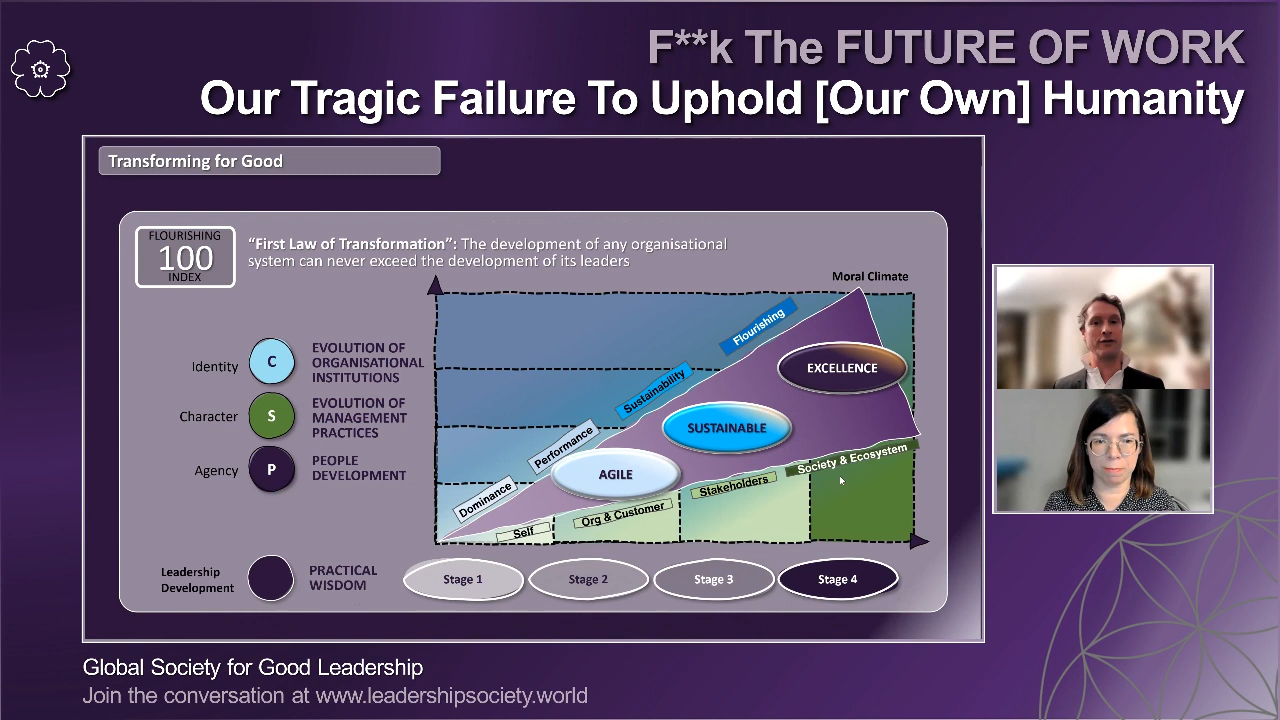 F**k The FUTURE OF WORK
Our Tragic Failure To Uphold [Our Own] Humanity
Transforming for Good
FLOURISHING
100
INDEX
“First Law of Transformation”: The development of any organisational
system can never exceed the development of its leaders
Moral Climate
Identity
C
EVOLUTION OF
ORGANISATIONAL
INSTITUTIONS
Character
S
EVOLUTION OF
MANAGEMENT
PRACTICES
Agency
P
PEOPLE
DEVELOPMENT
Dominance
Performance
Sustainability
Flourishing
AGILE
SUSTAINABLE
EXCELLENCE
Self
Org & Customer
Stakeholders
Society & Ecosystem
Leadership
Development
PRACTICAL
WISDOM
Stage 1
Stage 2
Stage 3
Stage 4
Global Society for Good Leadership
Join the conversation at www.leadershipsociety.world